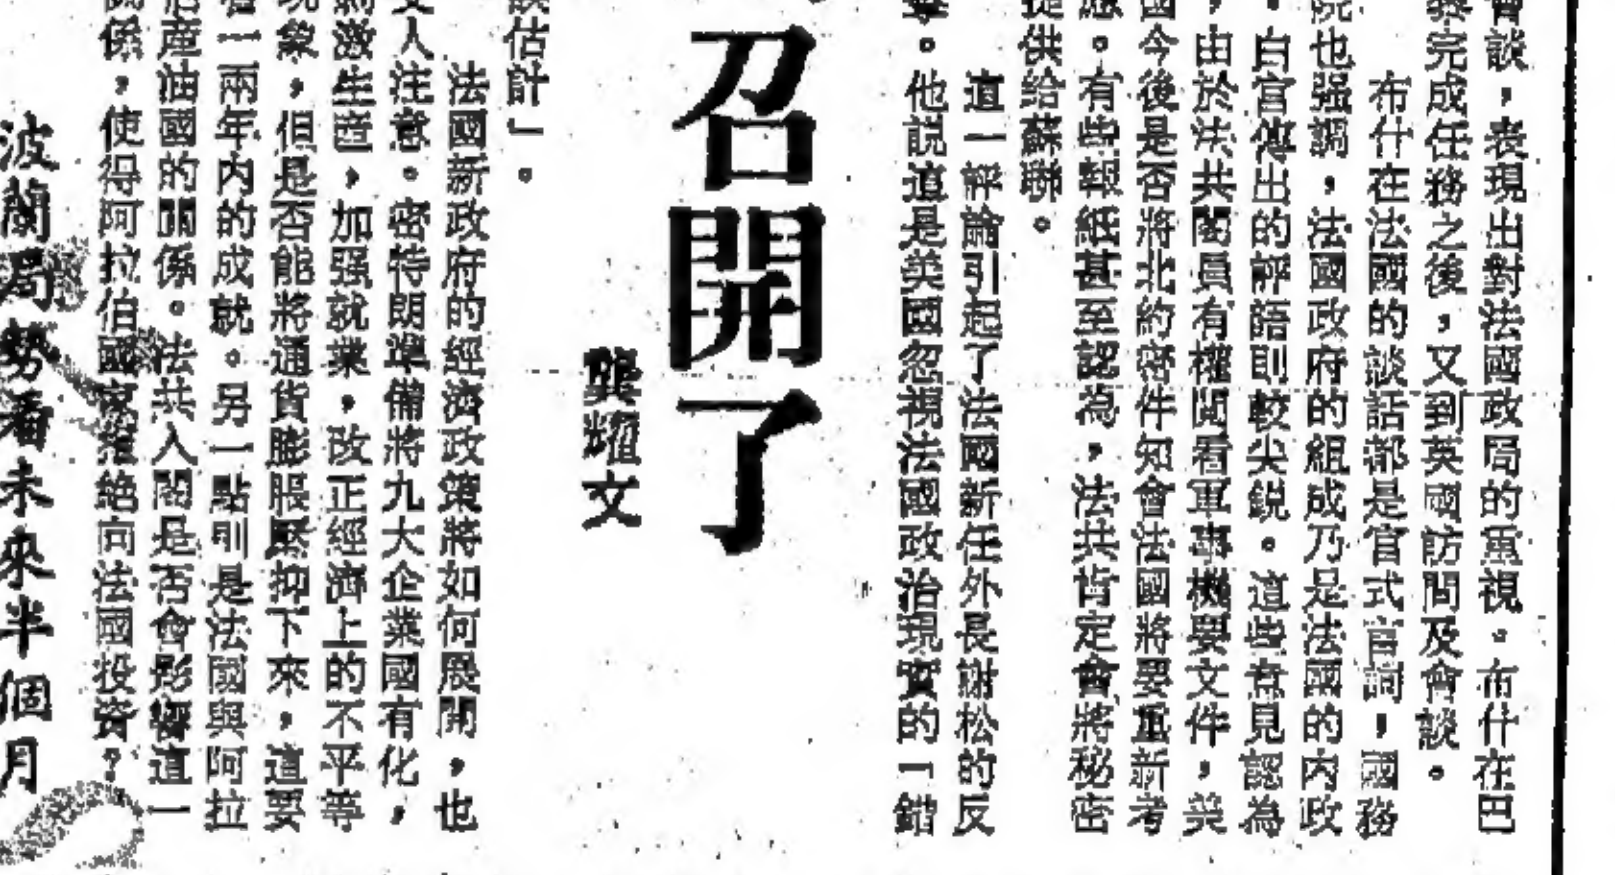 會談，表現出對法國政局的重視。布什在巴
完成任務之後，又到英國訪問及會談。
布什在法國的談話都是官式官調，國務
院也强調，法國政府的組成乃是法國的內政
。白宮傳出的評語則較尖銳。這些意見認為
，由於法共閣員有權閱看軍事機要文件，美
國今後是否將北約密件知會法國將要重新考
慮。有些報紙甚至認為，法共肯定會將秘密
提供給蘇聯。
這一評論引起了法國新任外長謝松的反
擊。他説這是美國忽視法國政治現實的一錯
召開了
龔耀文
誤估計」。
法國新政府的經濟政策將如何展開，也
人注意。密特朗準備將九大企業國有化，
激生產，加强就業，改正經濟上的不平等
現象，但是否能將通貨膨脹壓抑下來，這要
看一兩年內的成就。另一點則是法國與阿拉
伯產油國的關係。法共入閣是否會影響這一
關係，使得阿拉伯國家拒絕向法國投資？
波蘭局勢看未來半個月